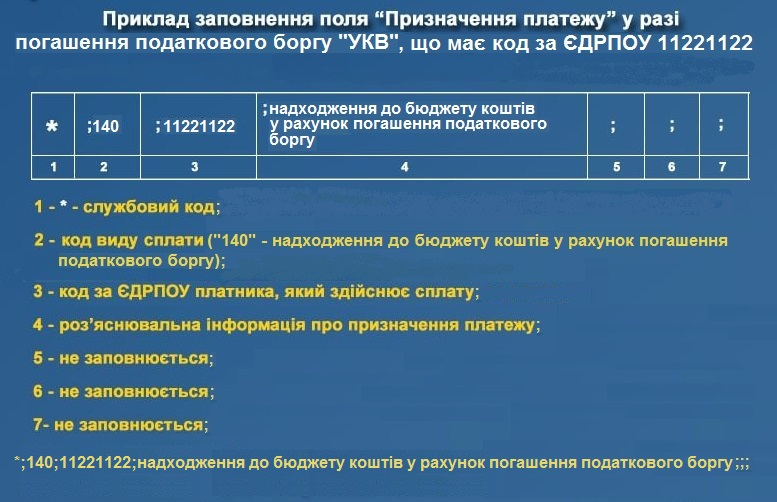 Приклад заповнення поля “Призначення платежу” у разі
погашення податкового боргу "УКВ", що має код за ЄДРПОУ 11221122
* ;140 ;11221122 ;надходження до бюджету коштів ; ; ;
у рахунок погашення податкового
боргу
1 2 3 4 5 6 7
1 - * - службовий код;
2 - код виду сплати ("140" - надходження до бюджету коштів у рахунок погашення
податкового боргу);
3 - код за ЄДРПОУ платника, який здійснює сплату;
4 - роз’яснювальна інформація про призначення платежу;
5 - не заповнюється;
6 - не заповнюється;
7- не заповнюється;
*;140;11221122;надходження до бюджету коштів у рахунок погашення податкового боргу;;;